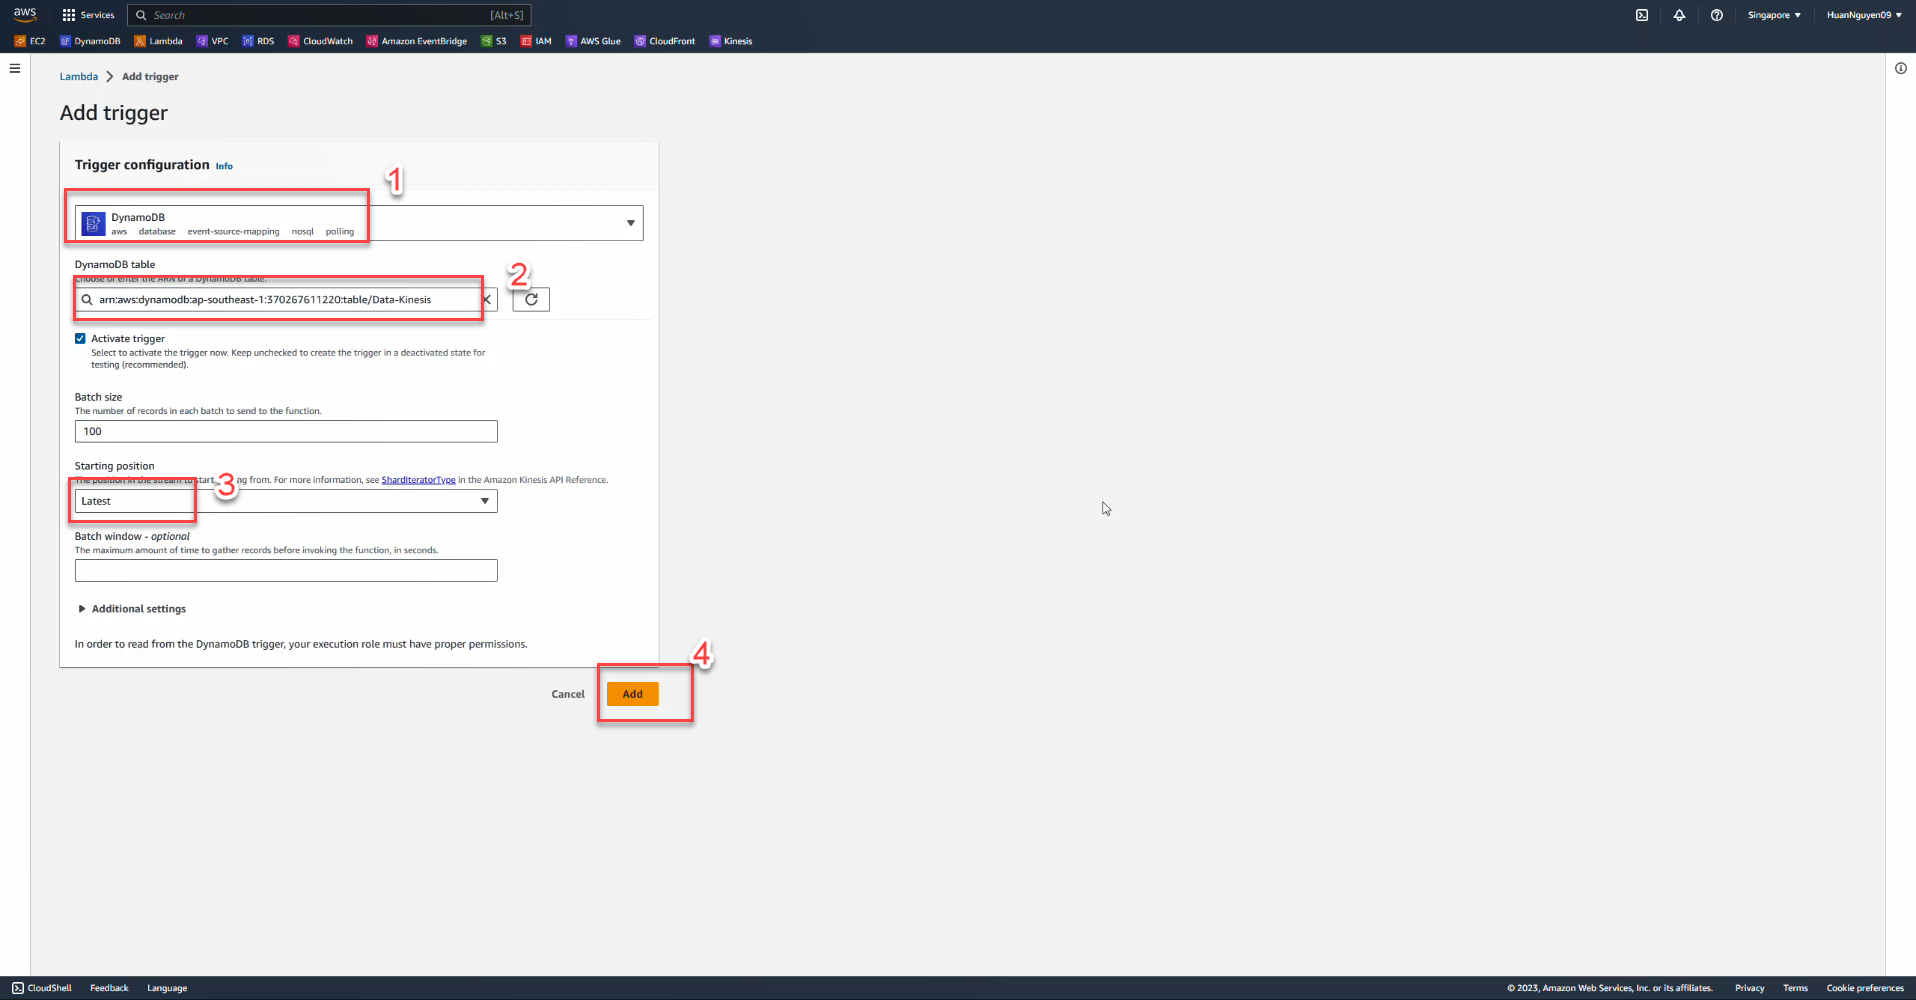 aws Services Search [Alt+S] Singapore HuanNguyen09
EC2 DynamoDB Lambda VPC RDS CloudWatch Amazon EventBridge S3 IAM AWS Glue CloudFront Kinesis
Lambda Add trigger
Add trigger
Trigger configuration Info
1
DynamoDB
aws database event-source-mapping nosql polling
DynamoDB table
Choose or enter the ARN of a DynamoDB table.
2
arn:aws:dynamodb:ap-southeast-1:370267611220:table/Data-Kinesis
Activate trigger
Select to activate the trigger now. Keep unchecked to create the trigger in a deactivated state for
testing (recommended).
Batch size
The number of records in each batch to send to the function.
100
Starting position
The position in the stream to start from. For more information, see ShardIteratorType in the Amazon Kinesis API Reference.
3
Latest
Batch window - optional
The maximum amount of time to gather records before invoking the function, in seconds.
Additional settings
In order to read from the DynamoDB trigger, your execution role must have proper permissions.
4
Cancel Add
CloudShell Feedback Language © 2023, Amazon Web Services, Inc. or its affiliates. Privacy Terms Cookie preferences